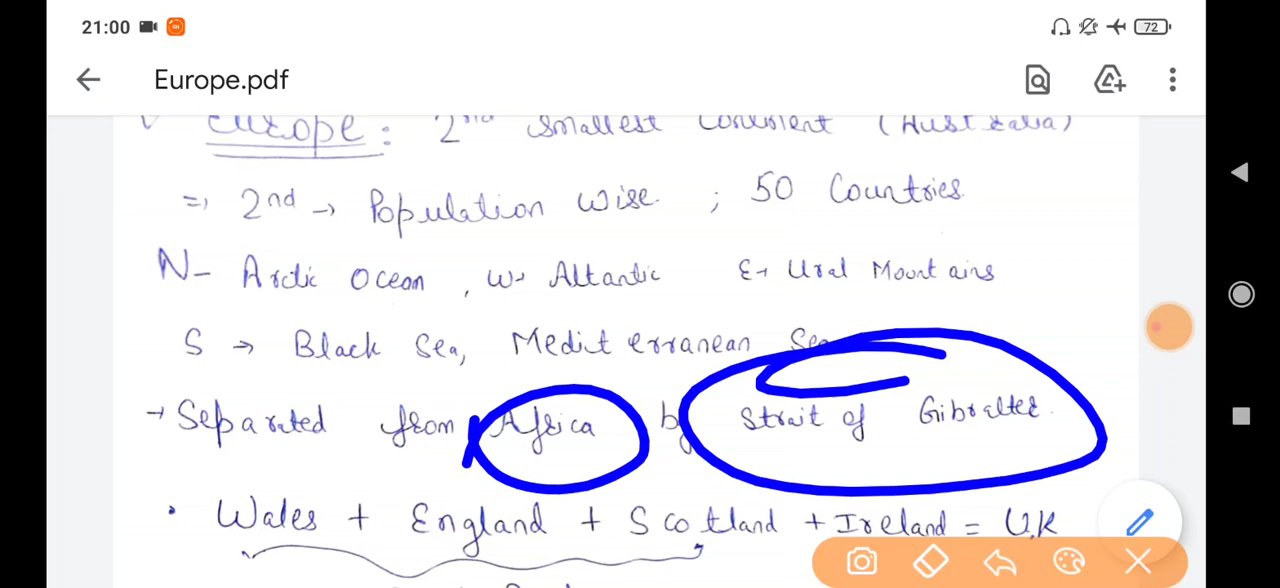 21:00 72
Europe.pdf
Europe: 2nd Smallest Continent (Australia)
=) 2nd → Population wise ; 50 Countries
N- Arctic Ocean , W→ Altantic E→ Ural Mountains
S → Black Sea, Mediterranean Sea
→ Separated from Africa by Strait of Gibralter.
• Wales + England + Scotland + Ireland = U.K